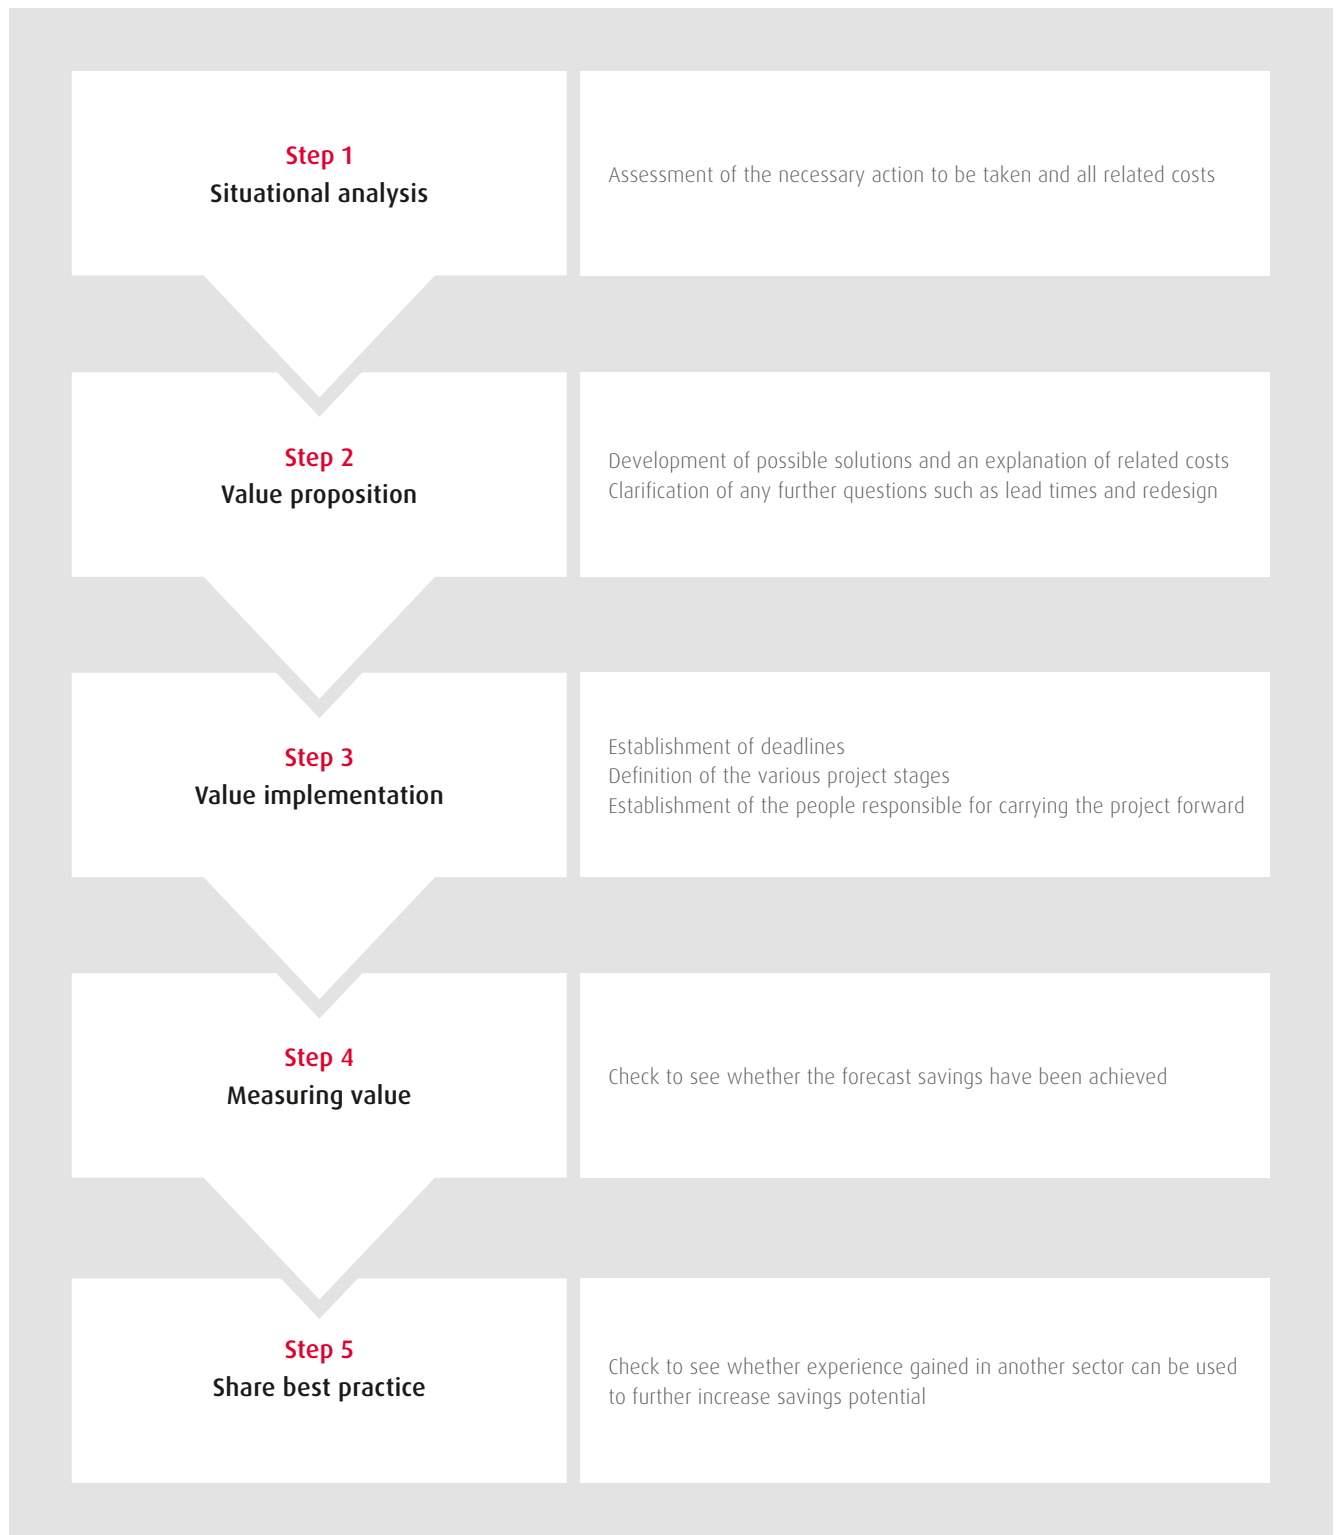 Step 1
Situational analysis
Assessment of the necessary action to be taken and all related costs
Step 2
Value proposition
Development of possible solutions and an explanation of related costs
Clarification of any further questions such as lead times and redesign
Step 3
Value implementation
Establishment of deadlines
Definition of the various project stages
Establishment of the people responsible for carrying the project forward
Step 4
Measuring value
Check to see whether the forecast savings have been achieved
Step 5
Share best practice
Check to see whether experience gained in another sector can be used
to further increase savings potential